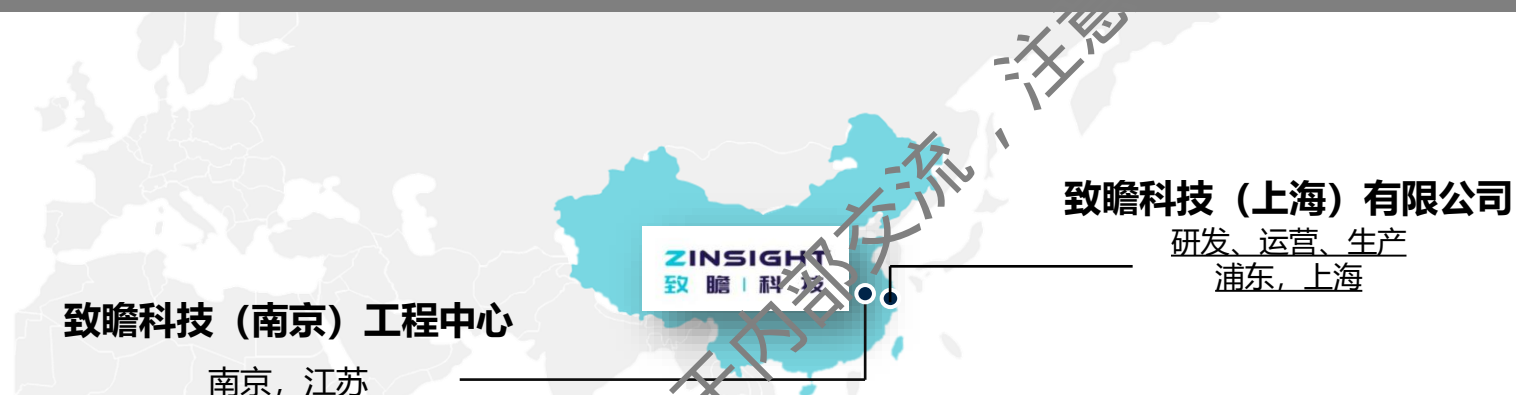 于内部交流，注意
致瞻科技（上海）有限公司
研发、运营、生产
浦东，上海
ZINSIGHT
致瞻|科技
致瞻科技（南京）工程中心
南京，江苏